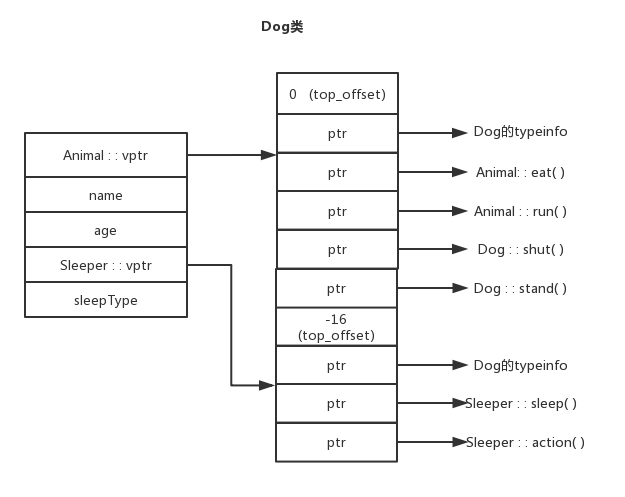 Dog类
Animal : : vptr
name
age
Sleeper : : vptr
sleepType
0 (top_offset)
ptr
ptr
ptr
ptr
ptr
-16
(top_offset)
ptr
ptr
ptr
Dog的typeinfo
Animal: : eat( )
Animal : : run( )
Dog : : shut( )
Dog : : stand( )
Dog的typeinfo
Sleeper : : sleep( )
Sleeper : : action( )